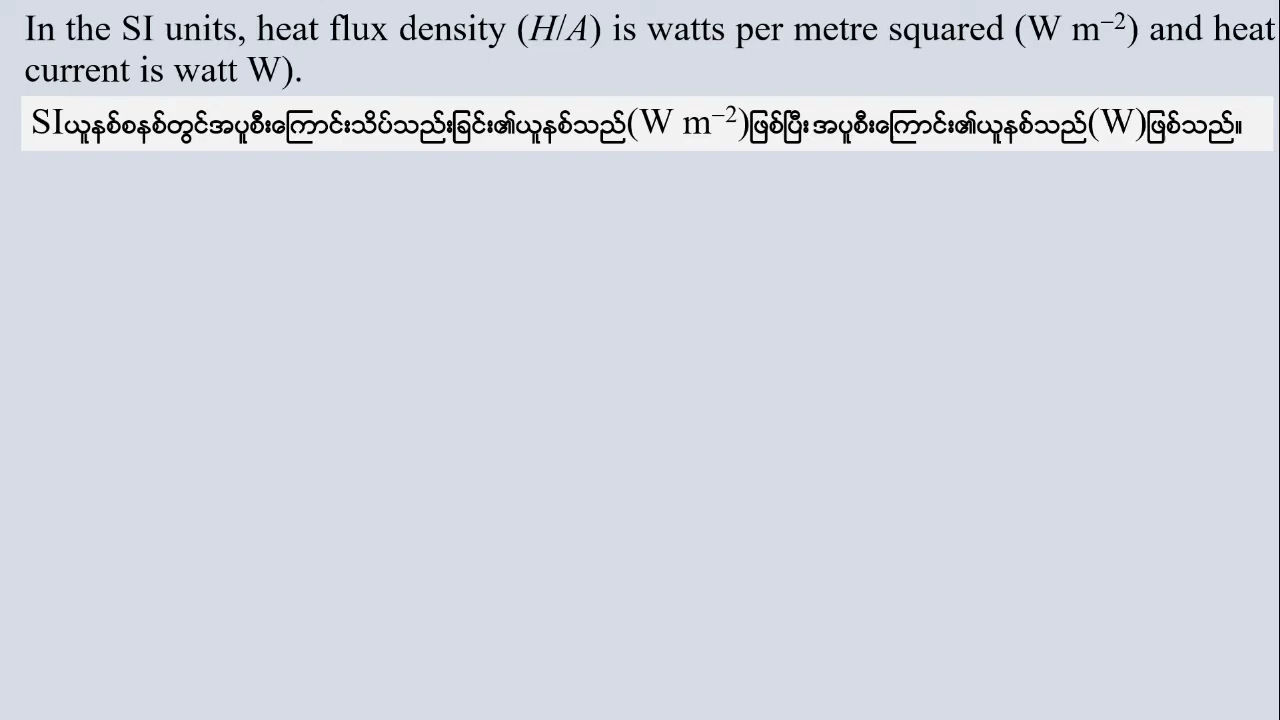 In the SI units, heat flux density (H/A) is watts per metre squared (W m⁻²) and heat
current is watt W).
SIယူနစ်စနစ်တွင်အပူစီးကြောင်းသိပ်သည်းခြင်း၏ယူနစ်သည်(W m⁻²)ဖြစ်ပြီး အပူစီးကြောင်း၏ယူနစ်သည်(W)ဖြစ်သည်။